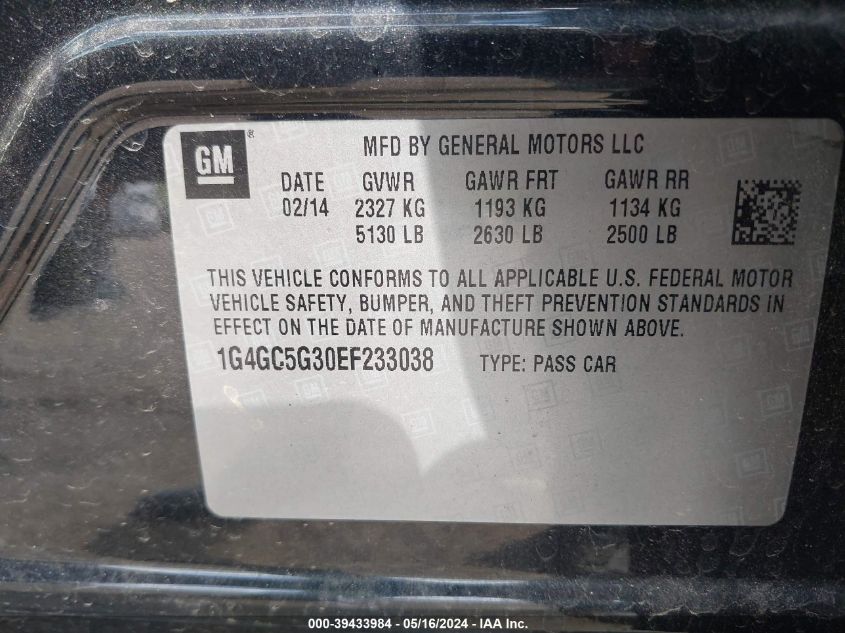 GM ®
MFD BY GENERAL MOTORS LLC
DATE GVWR GAWR FRT GAWR RR
02/14 2327 KG 1193 KG 1134 KG
5130 LB 2630 LB 2500 LB
THIS VEHICLE CONFORMS TO ALL APPLICABLE U.S. FEDERAL MOTOR
VEHICLE SAFETY, BUMPER, AND THEFT PREVENTION STANDARDS IN
EFFECT ON THE DATE OF MANUFACTURE SHOWN ABOVE.
1G4GC5G30EF233038 TYPE: PASS CAR
000-39433984 - 05/16/2024 - IAA Inc.